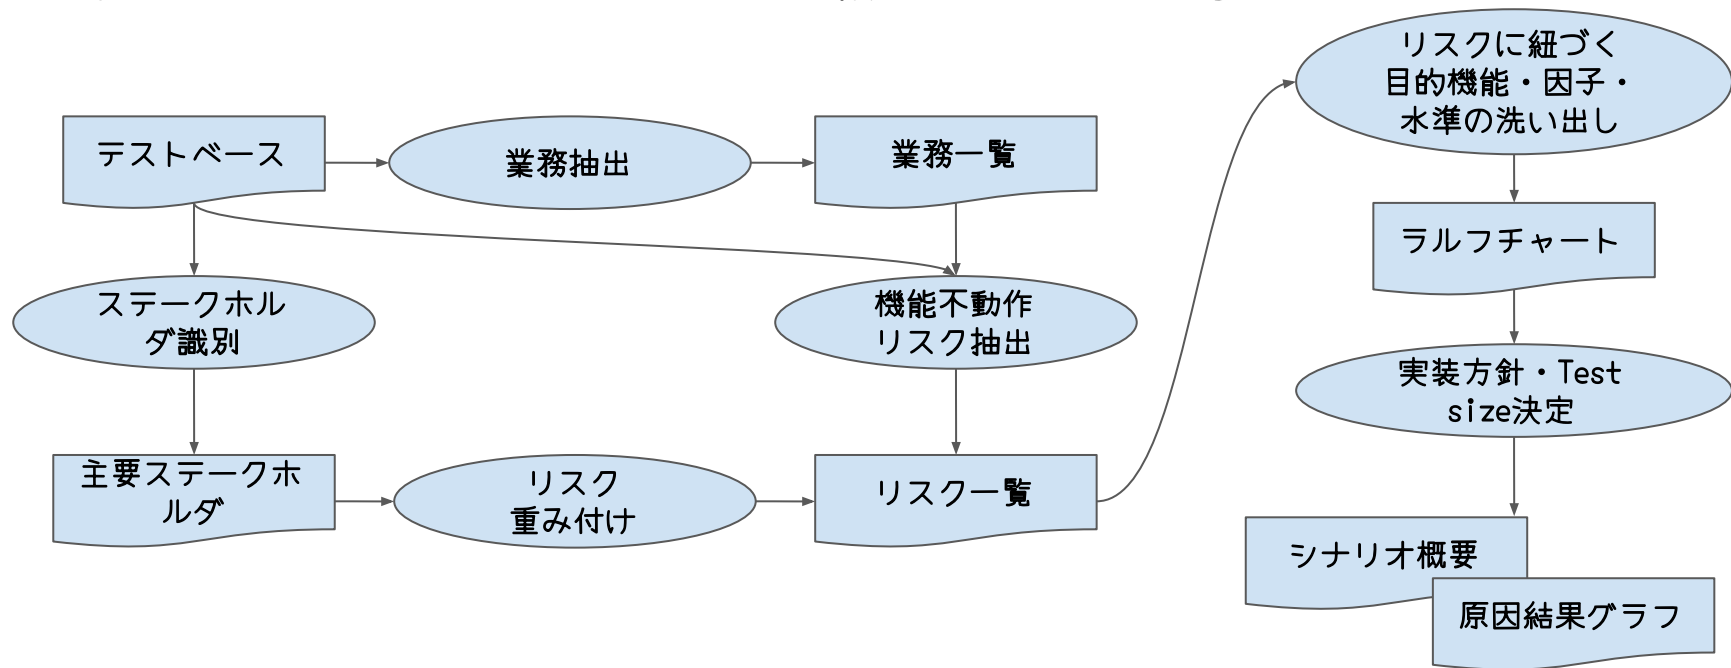 テストベース
業務抽出
業務一覧
ステークホル
ダ識別
機能不動作
リスク抽出
主要ステークホ
ルダ
リスク
重み付け
リスク一覧
リスクに紐づく
目的機能・因子・
水準の洗い出し
ラルフチャート
実装方針・Test
size決定
シナリオ概要
原因結果グラフ